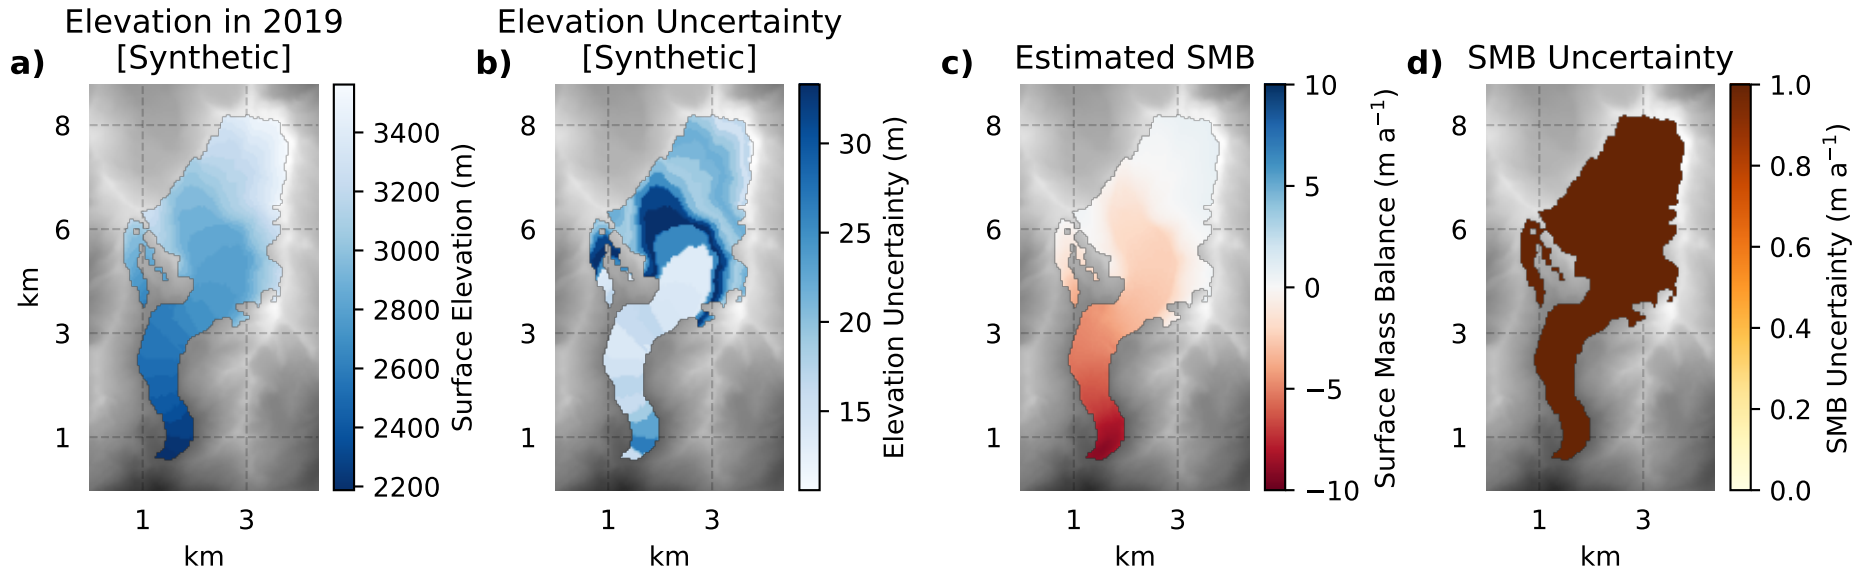 a)
Elevation in 2019
[Synthetic]
8
6
3
1
km
1
3
km
3400
3200
3000
2800
2600
2400
2200
Surface Elevation (m)
b)
Elevation Uncertainty
[Synthetic]
8
6
3
1
1
3
km
30
25
20
15
Elevation Uncertainty (m)
c)
Estimated SMB
8
6
3
1
1
3
km
10
5
0
−5
−10
Surface Mass Balance (m a⁻¹)
d)
SMB Uncertainty
8
6
3
1
1
3
km
1.0
0.8
0.6
0.4
0.2
0.0
SMB Uncertainty (m a⁻¹)